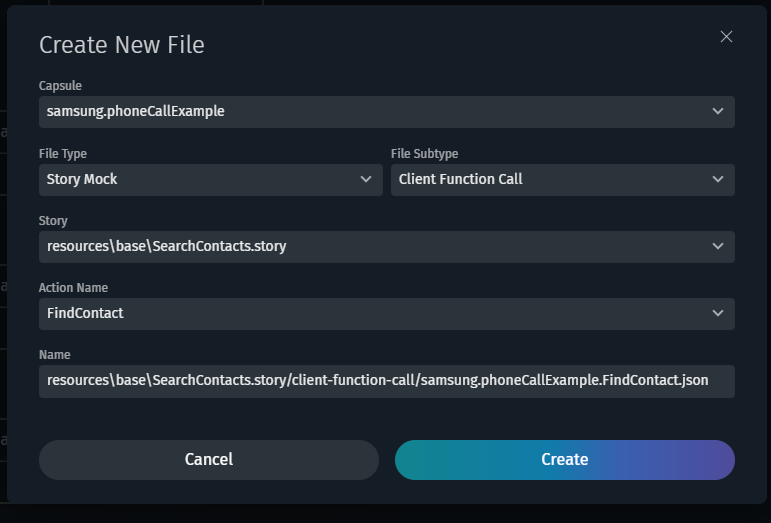 Create New File
Capsule
samsung.phoneCallExample
File Type
File Subtype
Story Mock
Client Function Call
Story
resources\base\SearchContacts.story
Action Name
FindContact
Name
resources\base\SearchContacts.story/client-function-call/samsung.phoneCallExample.FindContact.json
Cancel
Create